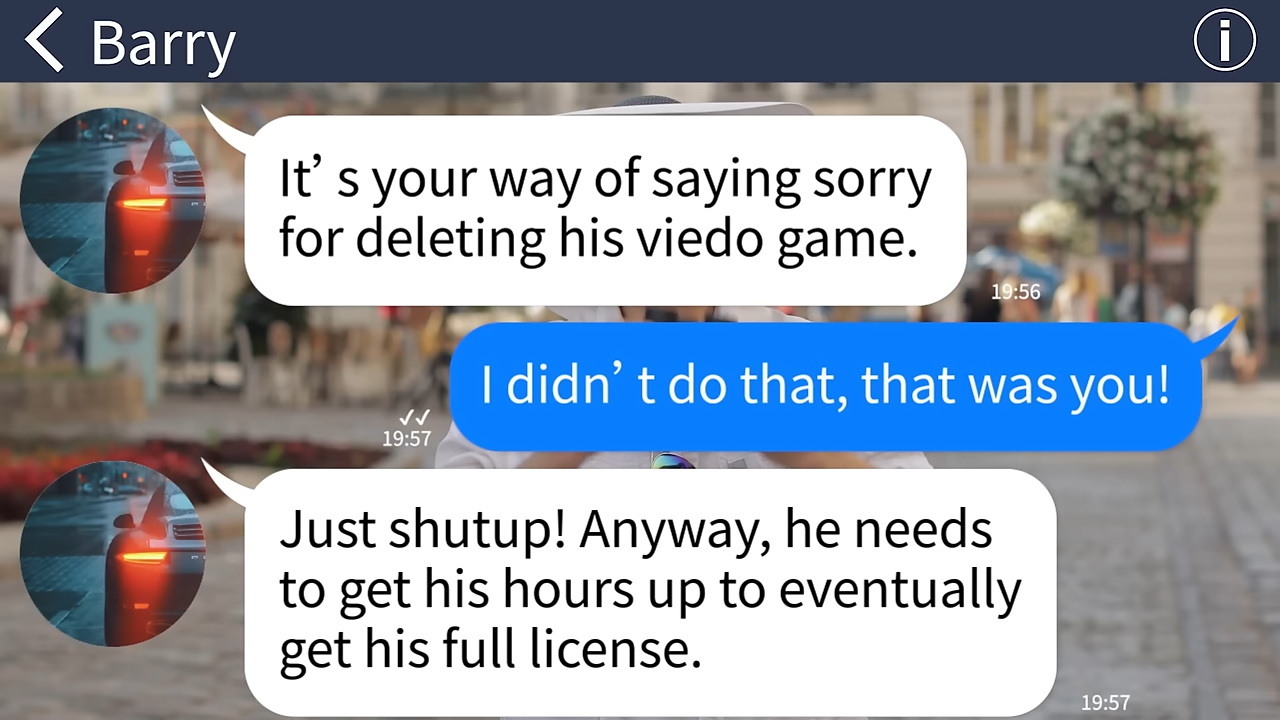 Barry
It’ s your way of saying sorry
for deleting his viedo game.
19:56
I didn’ t do that, that was you!
19:57
Just shutup! Anyway, he needs
to get his hours up to eventually
get his full license.
19:57